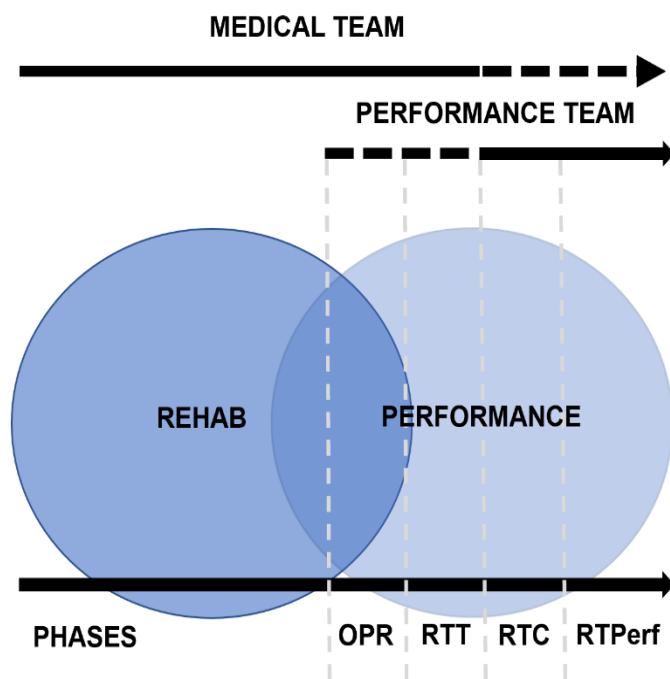 MEDICAL TEAM
PERFORMANCE TEAM
REHAB
PERFORMANCE
PHASES
OPR
RTT
RTC
RTPerf